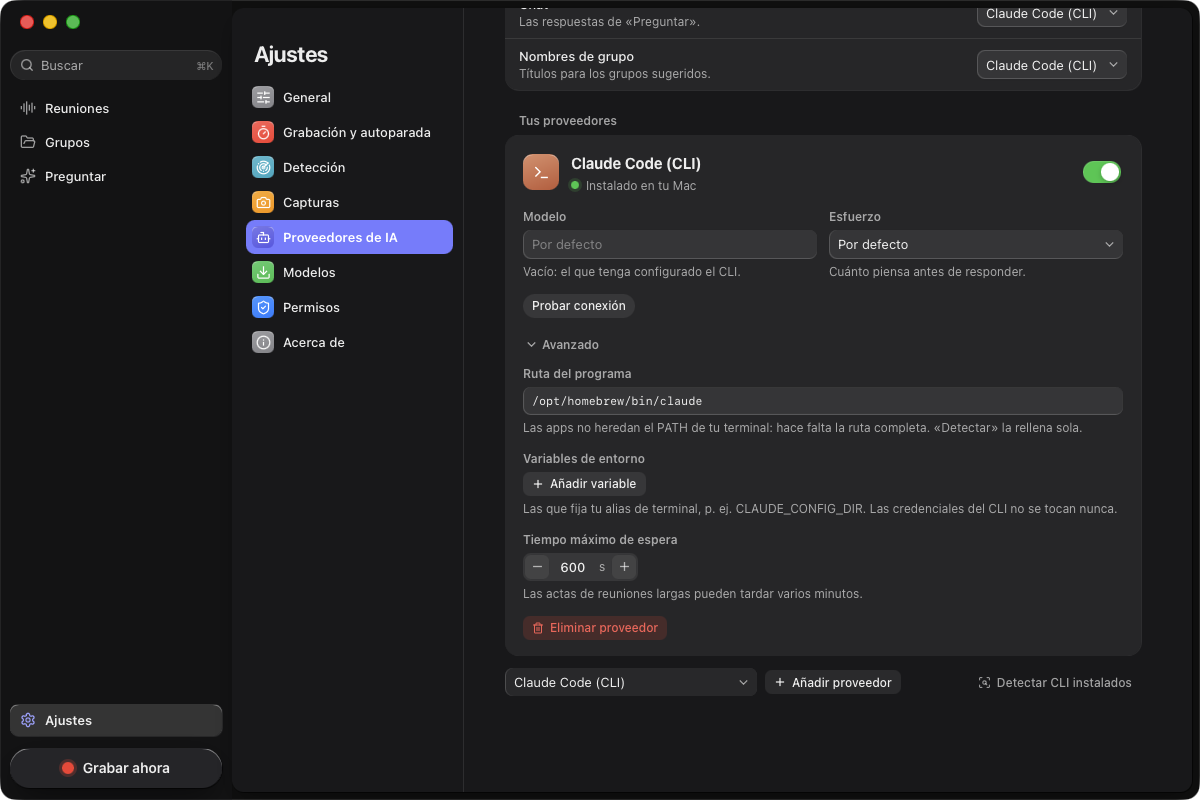 Buscar
⌘K
Reuniones
Grupos
Preguntar
Ajustes
Grabar ahora
Ajustes
General
Grabación y autoparada
Detección
Capturas
Proveedores de IA
Modelos
Permisos
Acerca de
Las respuestas de «Preguntar».
Claude Code (CLI)
Nombres de grupo
Títulos para los grupos sugeridos.
Claude Code (CLI)
Tus proveedores
Claude Code (CLI)
Instalado en tu Mac
Modelo
Por defecto
Vacío: el que tenga configurado el CLI.
Esfuerzo
Por defecto
Cuánto piensa antes de responder.
Probar conexión
Avanzado
Ruta del programa
/opt/homebrew/bin/claude
Las apps no heredan el PATH de tu terminal: hace falta la ruta completa. «Detectar» la rellena sola.
Variables de entorno
+ Añadir variable
Las que fija tu alias de terminal, p. ej. CLAUDE_CONFIG_DIR. Las credenciales del CLI no se tocan nunca.
Tiempo máximo de espera
− 600 s +
Las actas de reuniones largas pueden tardar varios minutos.
Eliminar proveedor
Claude Code (CLI)
+ Añadir proveedor
Detectar CLI instalados